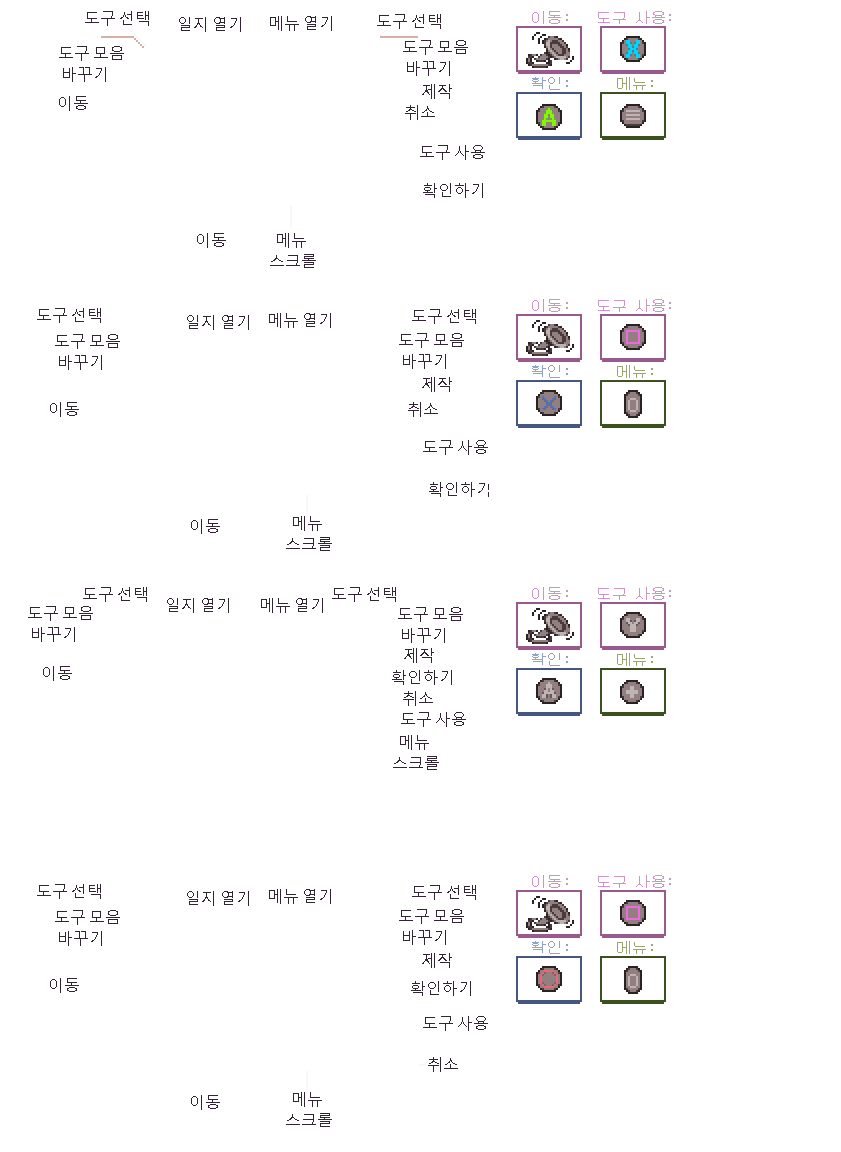 도구 선택
일지 열기
메뉴 열기
도구 선택
이동:
도구 사용:
도구 모음
바꾸기
이동
도구 모음
바꾸기
제작
취소
X
확인:
메뉴:
A
도구 사용
확인하기
이동
메뉴
스크롤
도구 선택
일지 열기
메뉴 열기
도구 선택
이동:
도구 사용:
도구 모음
바꾸기
이동
도구 모음
바꾸기
제작
취소
확인:
메뉴:
도구 사용
확인하기
이동
메뉴
스크롤
도구 선택
일지 열기
메뉴 열기
도구 선택
이동:
도구 사용:
도구 모음
바꾸기
이동
도구 모음
바꾸기
제작
확인하기
취소
도구 사용
메뉴
스크롤
Y
확인:
메뉴:
A
도구 선택
일지 열기
메뉴 열기
도구 선택
이동:
도구 사용:
도구 모음
바꾸기
이동
도구 모음
바꾸기
제작
확인하기
확인:
메뉴:
도구 사용
취소
이동
메뉴
스크롤